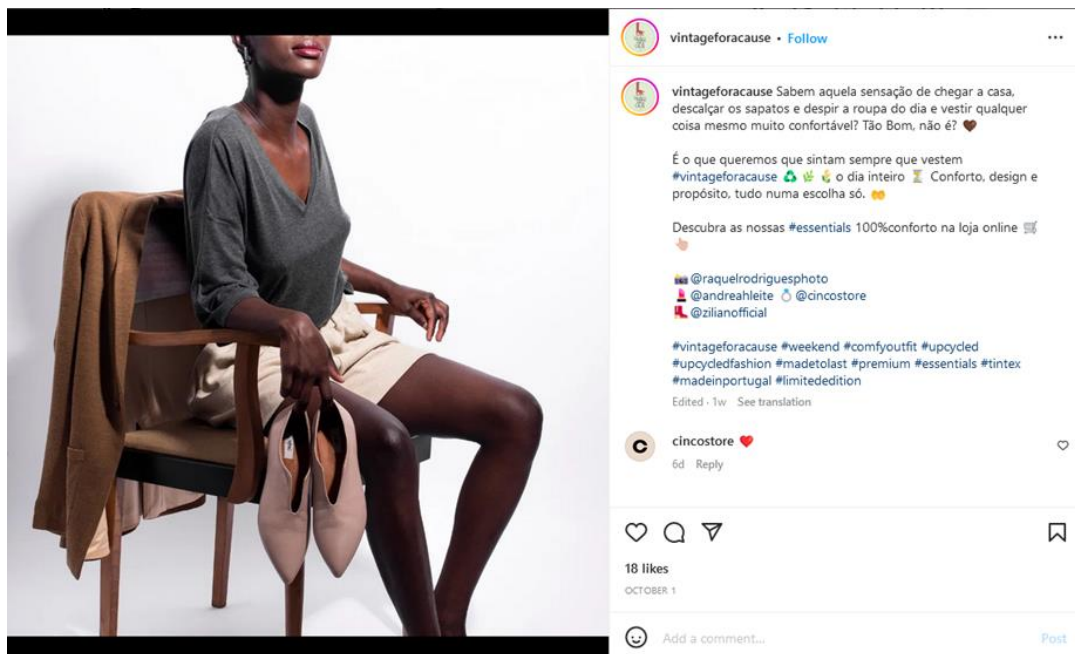 vintageforacause • Follow
vintageforacause Sabem aquela sensação de chegar a casa,
descalçar os sapatos e despir a roupa do dia e vestir qualquer
coisa mesmo muito confortável? Tão Bom, não é? 🤎
É o que queremos que sintam sempre que vestem
#vintageforacause ♻️ 🌿 🌷 o dia inteiro ⏳ Conforto, design e
propósito, tudo numa escolha só. 🤲
Descubra as nossas #essentials 100%conforto na loja online 🛒
👆🏻
📸 @raquelrodriguesphoto
💄 @andreahleite 💍 @cincostore
👢 @zilianofficial
#vintageforacause #weekend #comfyoutfit #upcycled
#upcycledfashion #madetolast #premium #essentials #tintex
#madeinportugal #limitededition
Edited · 1w See translation
cincostore ❤️
6d Reply
18 likes
OCTOBER 1
Add a comment... Post